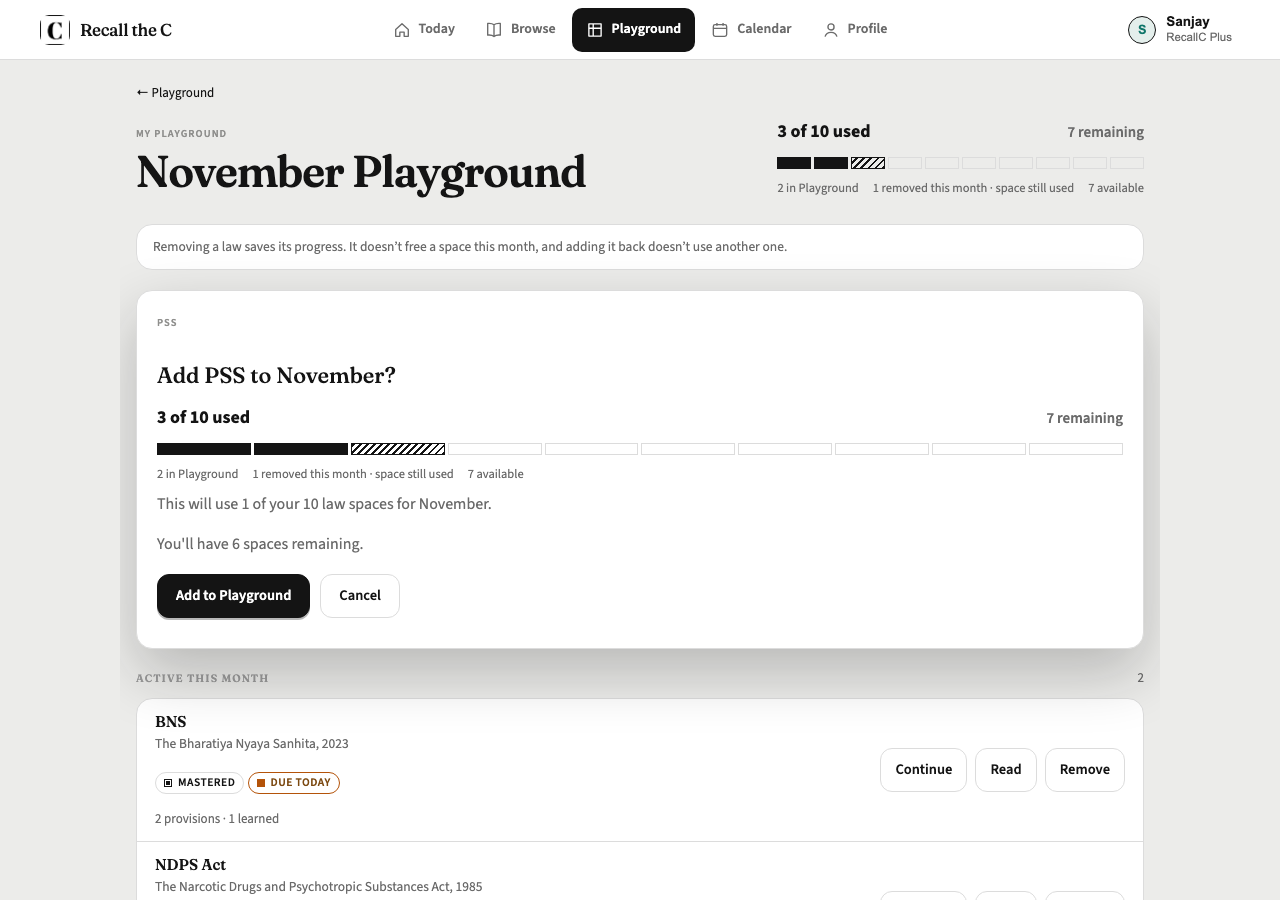 C Recall the C
Today
Browse
Playground
Calendar
Profile
S
Sanjay
RecallC Plus
← Playground
MY PLAYGROUND
November Playground
3 of 10 used
7 remaining
2 in Playground
1 removed this month · space still used
7 available
Removing a law saves its progress. It doesn’t free a space this month, and adding it back doesn’t use another one.
PSS
Add PSS to November?
3 of 10 used
7 remaining
2 in Playground
1 removed this month · space still used
7 available
This will use 1 of your 10 law spaces for November.
You'll have 6 spaces remaining.
Add to Playground
Cancel
ACTIVE THIS MONTH
2
BNS
The Bharatiya Nyaya Sanhita, 2023
MASTERED
DUE TODAY
2 provisions · 1 learned
Continue
Read
Remove
NDPS Act
The Narcotic Drugs and Psychotropic Substances Act, 1985